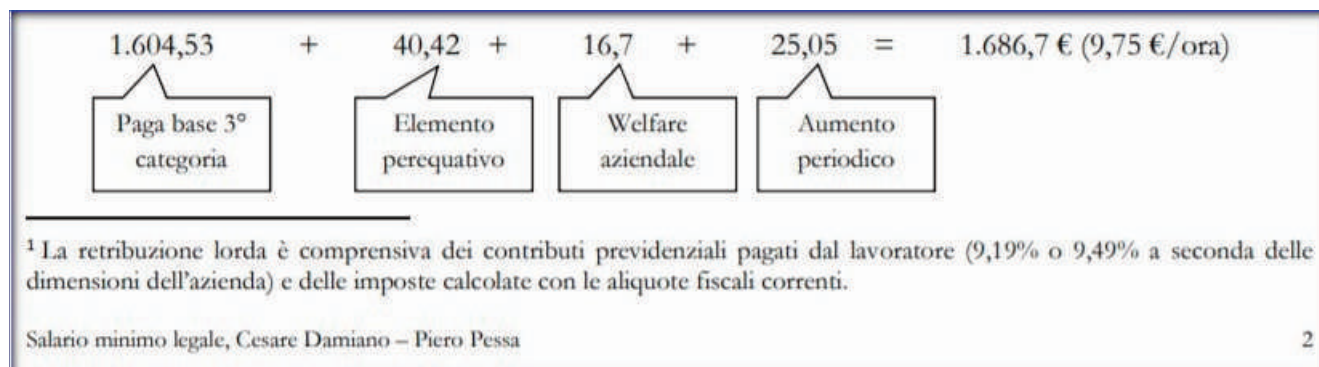 1.604,53 + 40,42 + 16,7 + 25,05 = 1.686,7 € (9,75 €/ora)
Paga base 3° categoria
Elemento perequativo
Welfare aziendale
Aumento periodico
¹ La retribuzione lorda è comprensiva dei contributi previdenziali pagati dal lavoratore (9,19% o 9,49% a seconda delle
dimensioni dell'azienda) e delle imposte calcolate con le aliquote fiscali correnti.
Salario minimo legale, Cesare Damiano – Piero Pessa 2